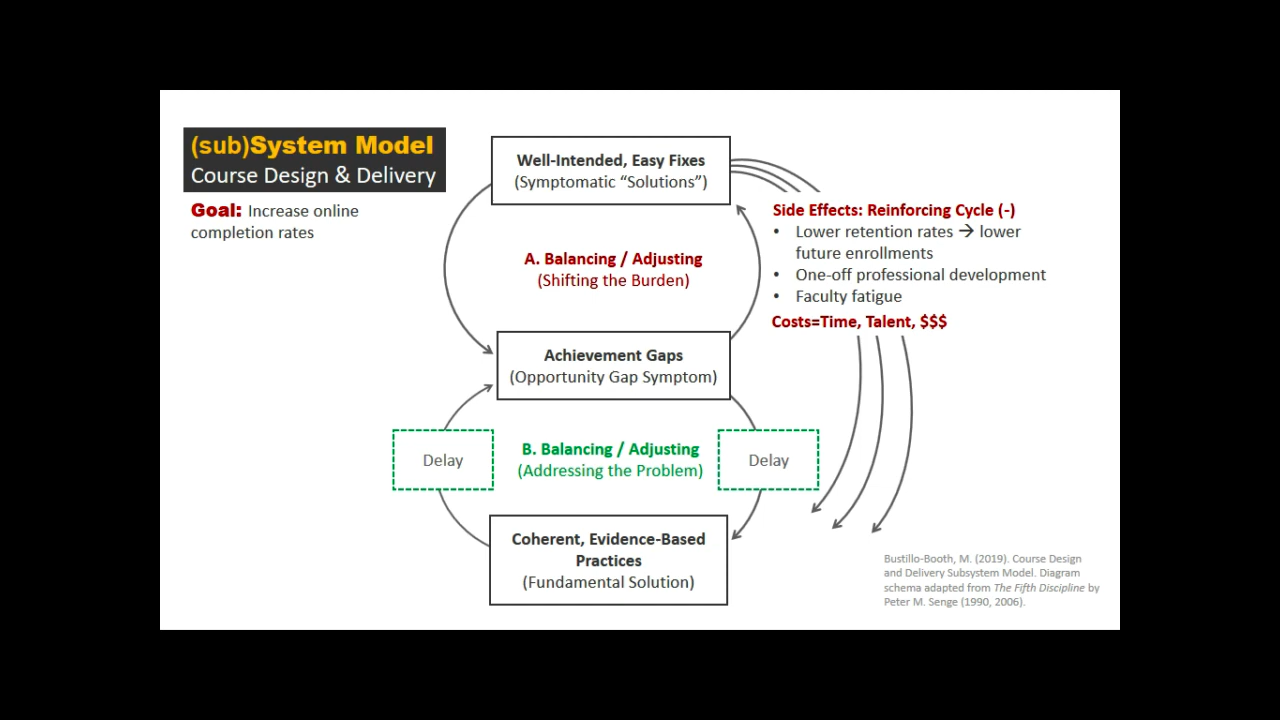 (sub)System Model
Course Design & Delivery
Goal: Increase online
completion rates
Well-Intended, Easy Fixes
(Symptomatic “Solutions”)
A. Balancing / Adjusting
(Shifting the Burden)
Side Effects: Reinforcing Cycle (-)
• Lower retention rates → lower
future enrollments
• One-off professional development
• Faculty fatigue
Costs=Time, Talent, $$$
Achievement Gaps
(Opportunity Gap Symptom)
Delay
B. Balancing / Adjusting
(Addressing the Problem)
Delay
Coherent, Evidence-Based
Practices
(Fundamental Solution)
Bustillo-Booth, M. (2019). Course Design
and Delivery Subsystem Model. Diagram
schema adapted from The Fifth Discipline by
Peter M. Senge (1990, 2006).